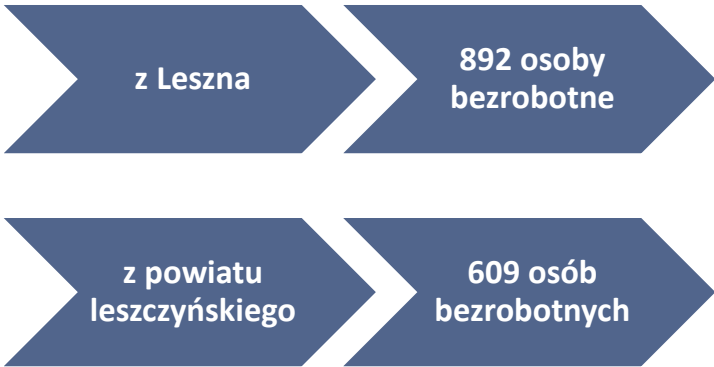 z Leszna
892 osoby
bezrobotne
z powiatu
leszczyńskiego
609 osób
bezrobotnych